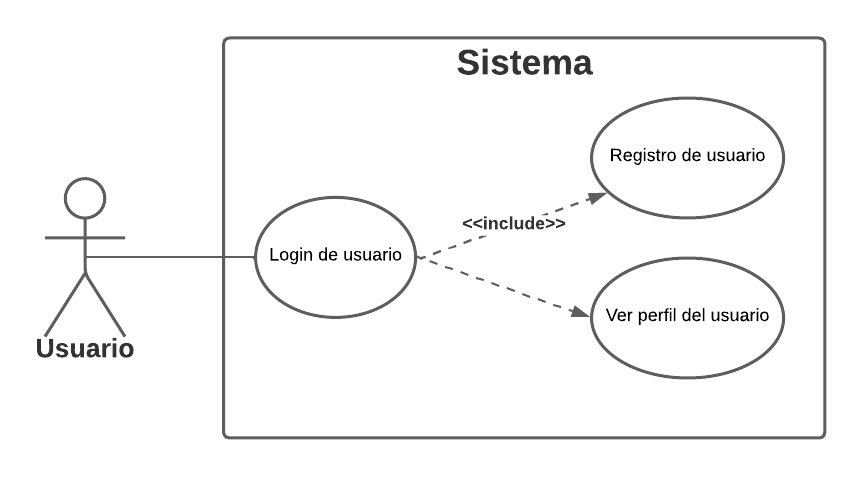 Sistema
Registro de usuario
<<include>>
Login de usuario
Ver perfil del usuario
Usuario